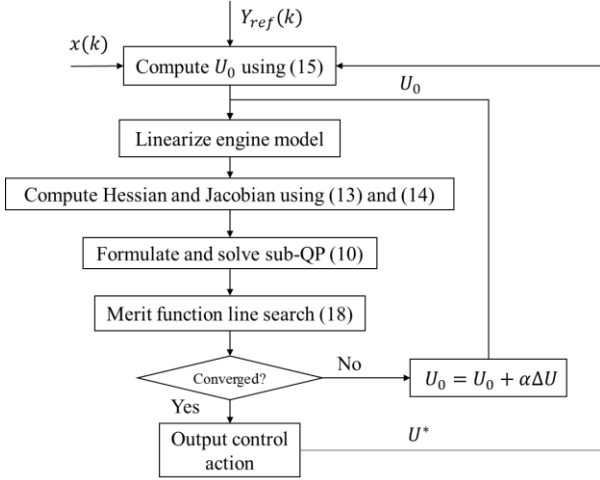 Y_ref(k)
x(k)
Compute U_0 using (15)
U_0
Linearize engine model
Compute Hessian and Jacobian using (13) and (14)
Formulate and solve sub-QP (10)
Merit function line search (18)
Converged?
No
U_0 = U_0 + αΔU
Yes
Output control
action
U*